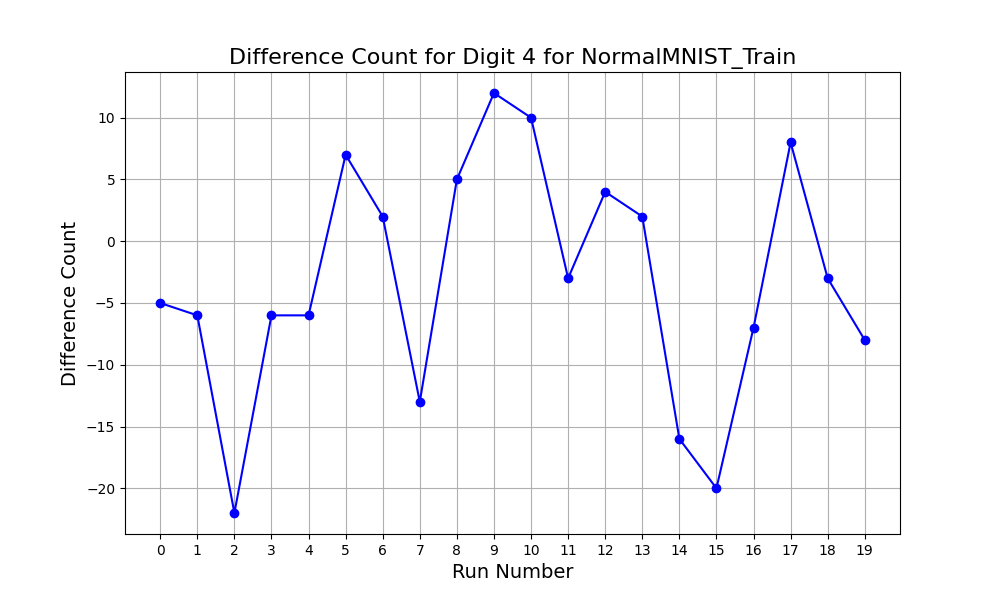 Difference Count for Digit 4 for NormalMNIST_Train
Difference Count
10
5
0
−5
−10
−15
−20
0 1 2 3 4 5 6 7 8 9 10 11 12 13 14 15 16 17 18 19
Run Number